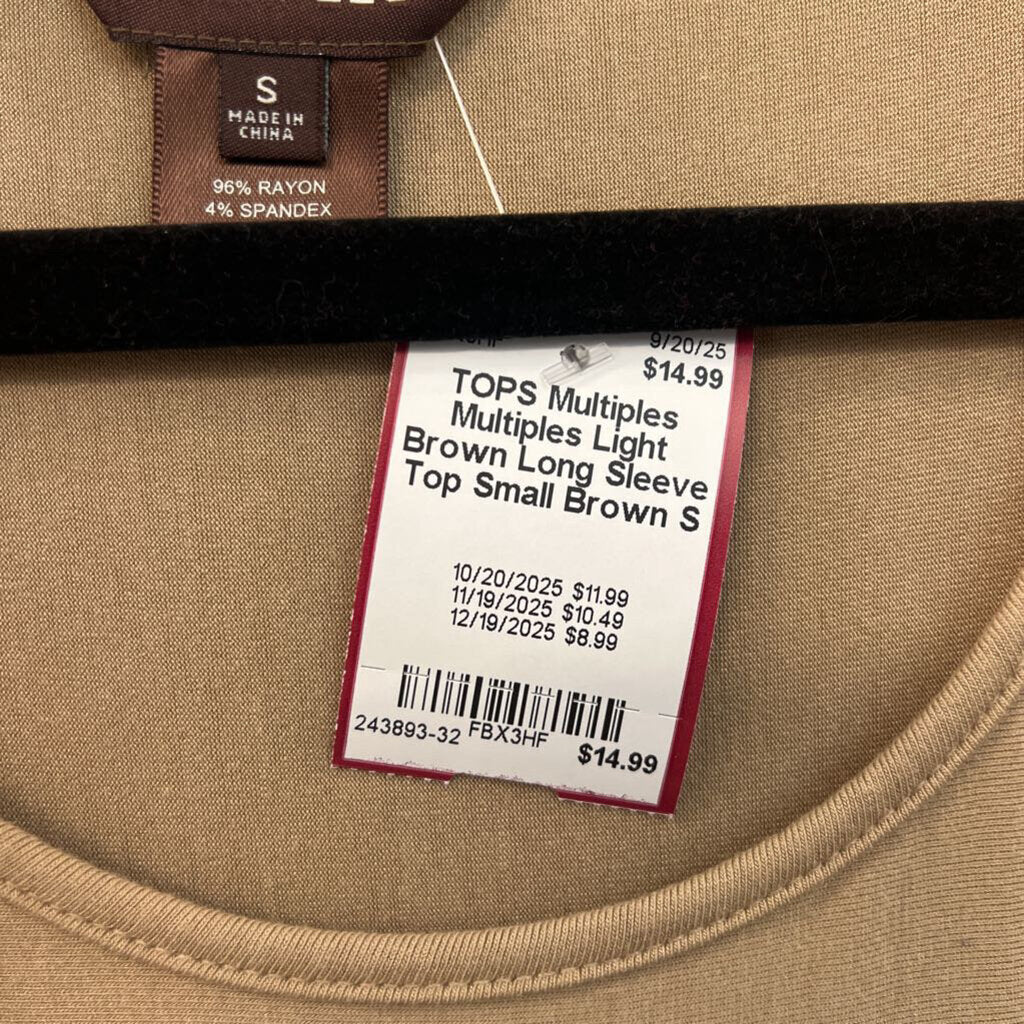 S
MADE IN
CHINA
96% RAYON
4% SPANDEX
9/20/25
$14.99
TOPS Multiples
Multiples Light
Brown Long Sleeve
Top Small Brown S
10/20/2025 $11.99
11/19/2025 $10.49
12/19/2025 $8.99
243893-32 FBX3HF $14.99